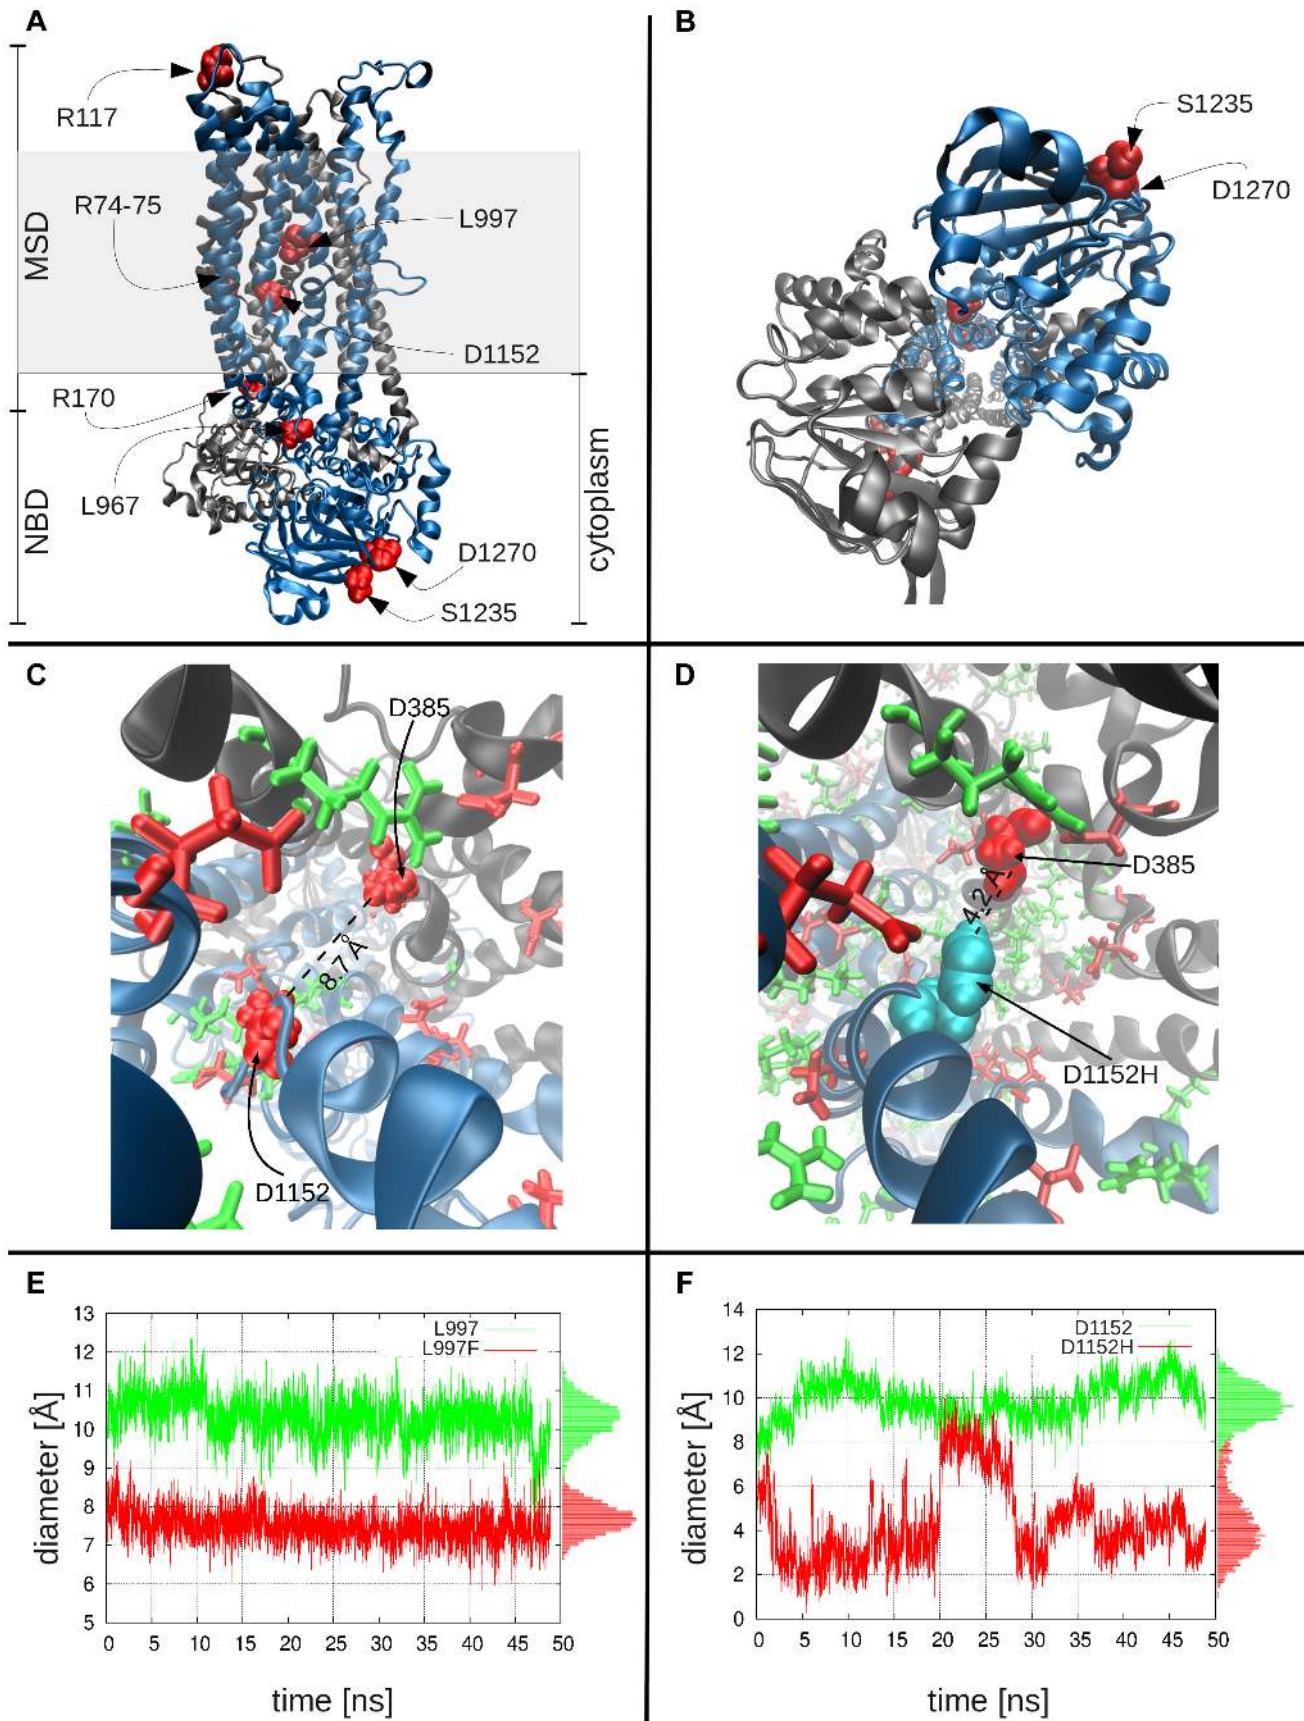 A
R117
R74-75
L997
MSD
D1152
R170
L967
NBD
D1270
S1235
cytoplasm
B
S1235
D1270
C
D385
8.7 Å
D1152
D
D385
4.2 Å
D1152H
E
L997
L997F
13
12
11
10
9
8
7
6
5
diameter [Å]
0 5 10 15 20 25 30 35 40 45 50
time [ns]
F
D1152
D1152H
14
12
10
8
6
4
2
0
diameter [Å]
0 5 10 15 20 25 30 35 40 45 50
time [ns]